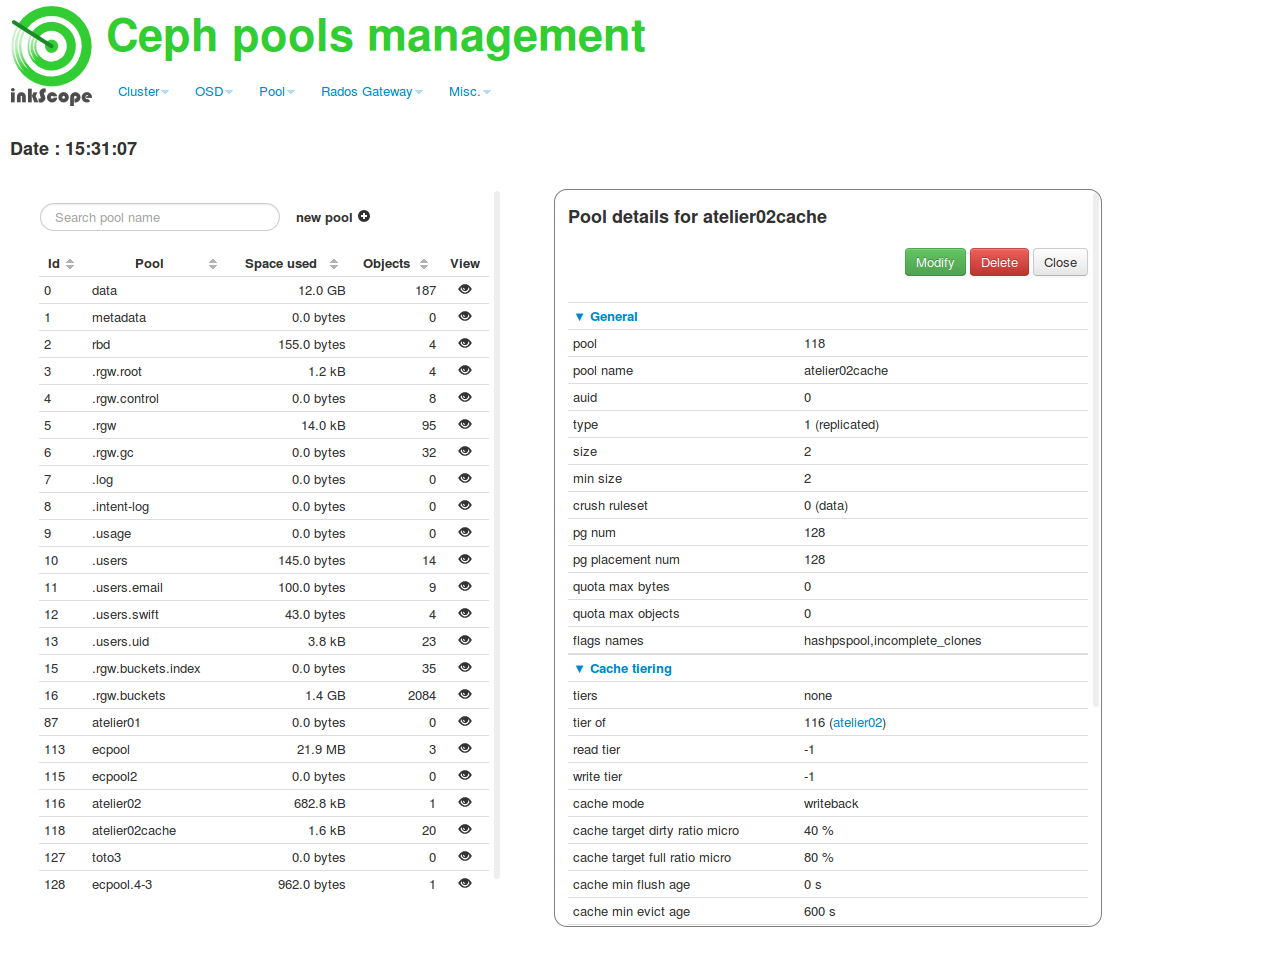 Ceph pools management
inkScope
Cluster OSD Pool Rados Gateway Misc.
Date : 15:31:07
Search pool name new pool
Id Pool Space used Objects View
0 data 12.0 GB 187
1 metadata 0.0 bytes 0
2 rbd 155.0 bytes 4
3 .rgw.root 1.2 kB 4
4 .rgw.control 0.0 bytes 8
5 .rgw 14.0 kB 95
6 .rgw.gc 0.0 bytes 32
7 .log 0.0 bytes 0
8 .intent-log 0.0 bytes 0
9 .usage 0.0 bytes 0
10 .users 145.0 bytes 14
11 .users.email 100.0 bytes 9
12 .users.swift 43.0 bytes 4
13 .users.uid 3.8 kB 23
15 .rgw.buckets.index 0.0 bytes 35
16 .rgw.buckets 1.4 GB 2084
87 atelier01 0.0 bytes 0
113 ecpool 21.9 MB 3
115 ecpool2 0.0 bytes 0
116 atelier02 682.8 kB 1
118 atelier02cache 1.6 kB 20
127 toto3 0.0 bytes 0
128 ecpool.4-3 962.0 bytes 1
Pool details for atelier02cache
Modify Delete Close
▼ General
pool 118
pool name atelier02cache
auid 0
type 1 (replicated)
size 2
min size 2
crush ruleset 0 (data)
pg num 128
pg placement num 128
quota max bytes 0
quota max objects 0
flags names hashpspool,incomplete_clones
▼ Cache tiering
tiers none
tier of 116 (atelier02)
read tier -1
write tier -1
cache mode writeback
cache target dirty ratio micro 40 %
cache target full ratio micro 80 %
cache min flush age 0 s
cache min evict age 600 s